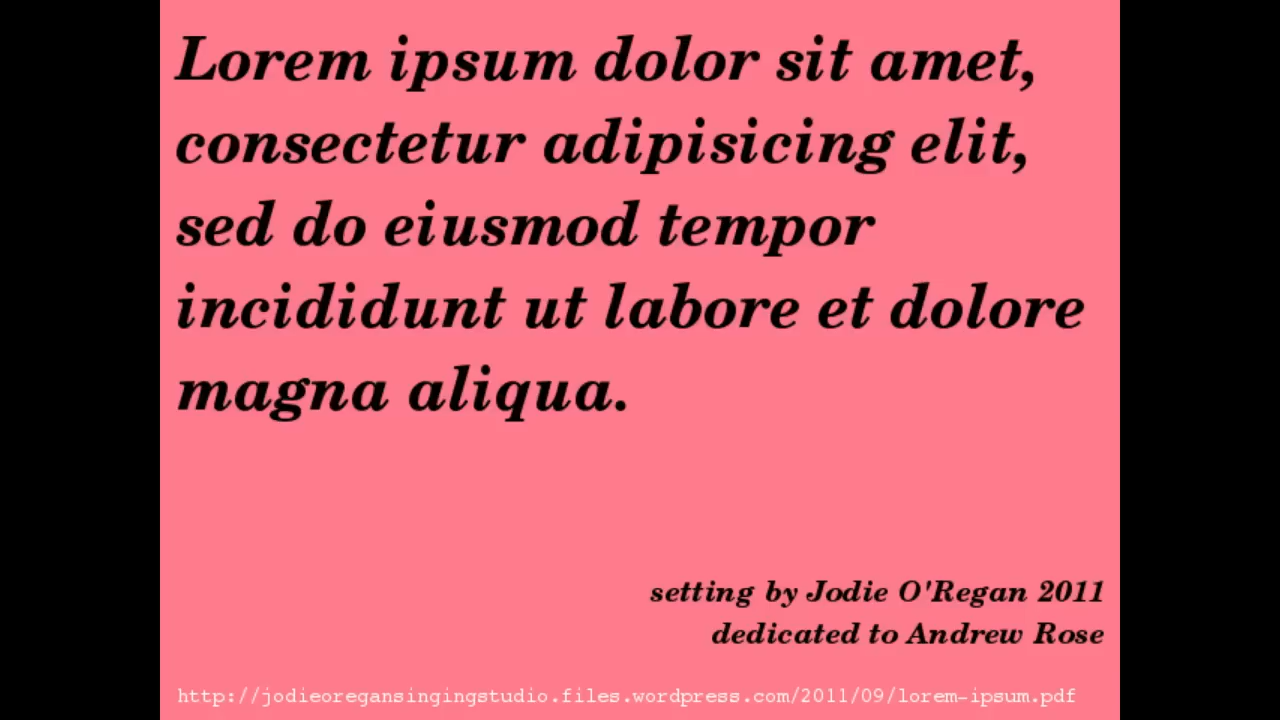 Lorem ipsum dolor sit amet,
consectetur adipisicing elit,
sed do eiusmod tempor
incididunt ut labore et dolore
magna aliqua.
setting by Jodie O'Regan 2011
dedicated to Andrew Rose
http://jodieoregansingingstudio.files.wordpress.com/2011/09/lorem-ipsum.pdf